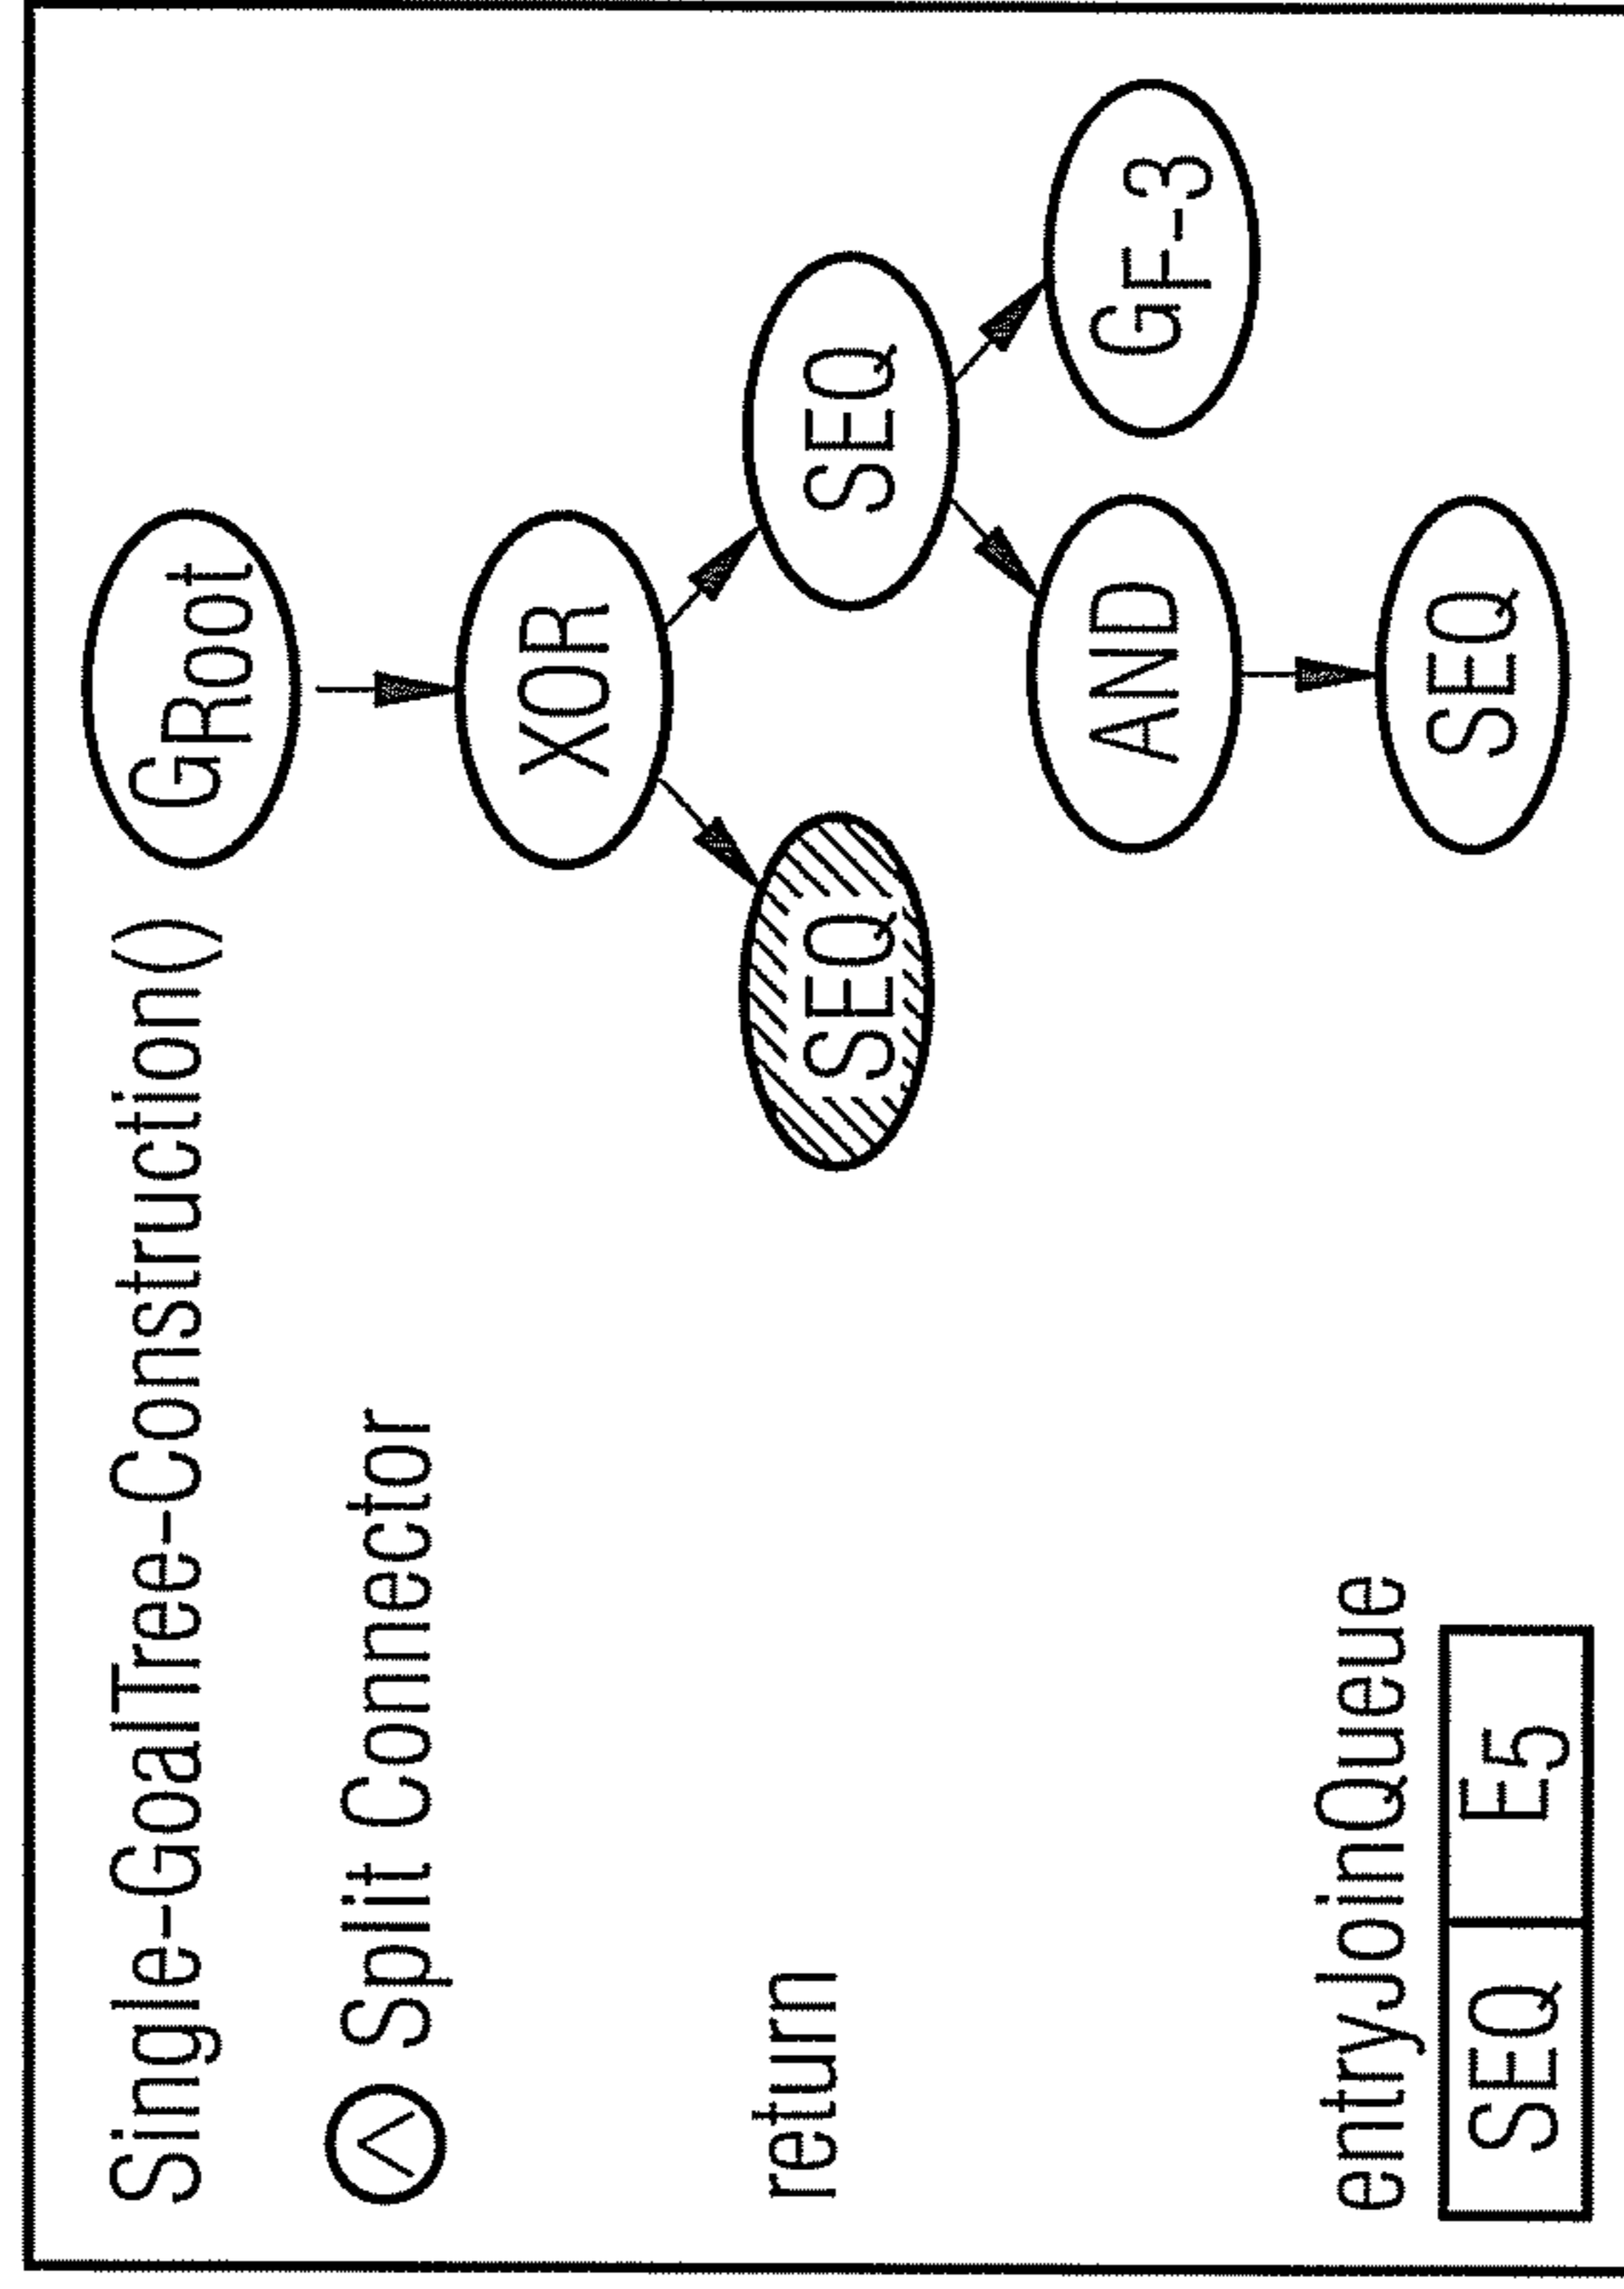 Single-GoalTree-Construction()
∧ Split Connector
return
entryJoinQueue
SEQ E5
GRoot
XOR
SEQ SEQ
AND GF-3
SEQ